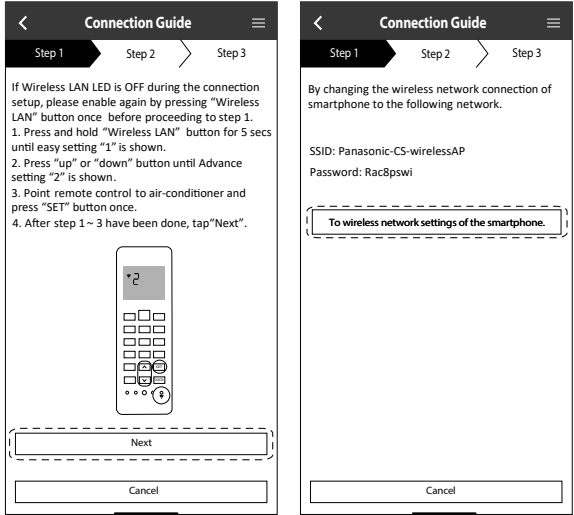 Connection Guide
Step 1
Step 2
Step 3
If Wireless LAN LED is OFF during the connection
setup, please enable again by pressing “Wireless
LAN” button once before proceeding to step 1.
1. Press and hold “Wireless LAN” button for 5 secs
until easy setting “1” is shown.
2. Press “up” or “down” button until Advance
setting “2” is shown.
3. Point remote control to air-conditioner and
press “SET” button once.
4. After step 1 ~ 3 have been done, tap“Next”.
2
Next
Cancel
Connection Guide
Step 1
Step 2
Step 3
By changing the wireless network connection of
smartphone to the following network.
SSID: Panasonic-CS-wirelessAP
Password: Rac8pswi
To wireless network settings of the smartphone.
Cancel